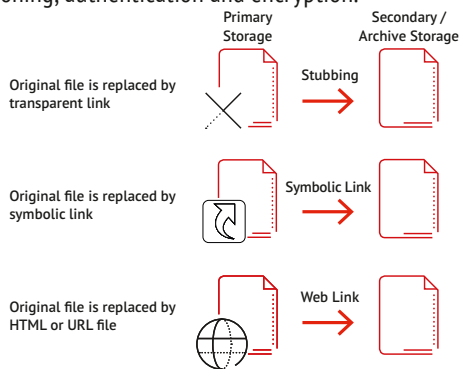 oning, authentication and encryption.
Primary
Storage
Secondary /
Archive Storage
Original file is replaced by
transparent link
Stubbing
Original file is replaced by
symbolic link
Symbolic Link
Original file is replaced by
HTML or URL file
Web Link